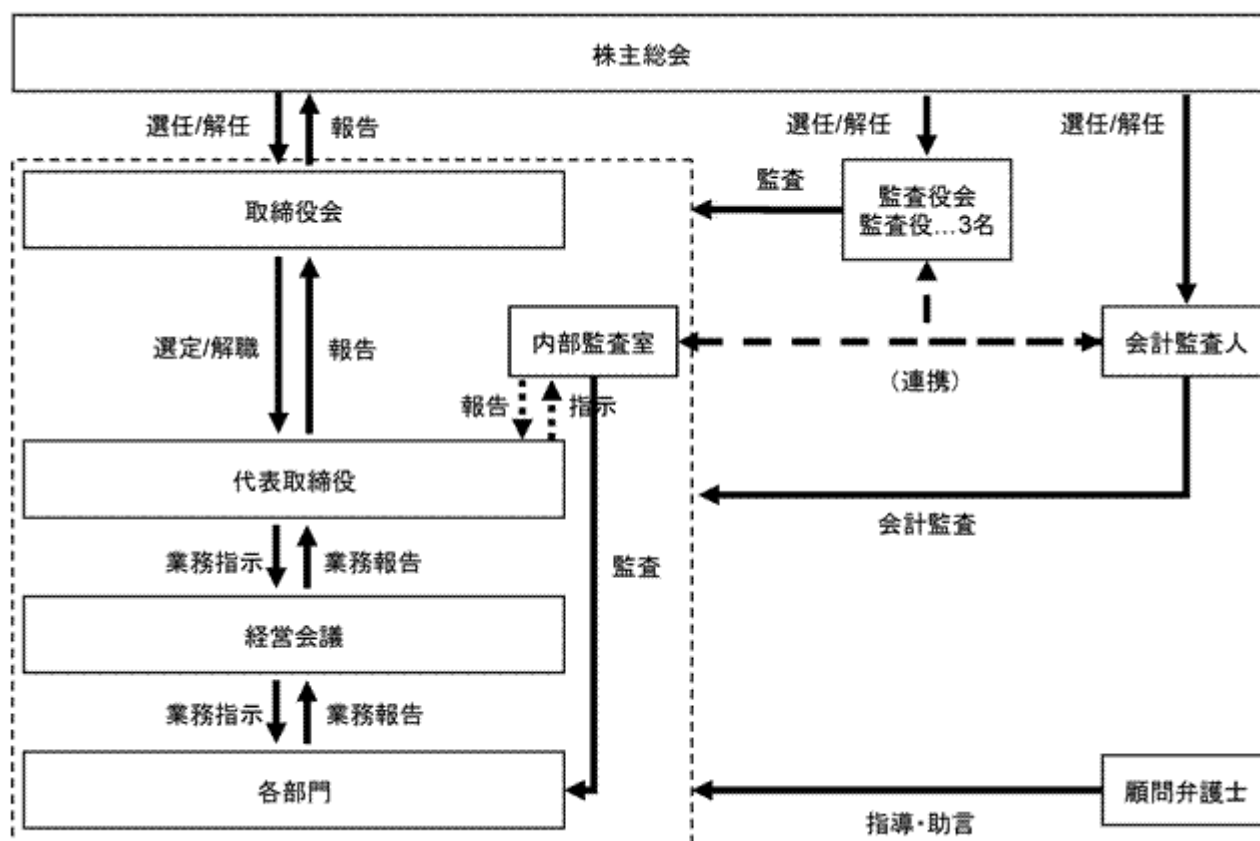 株主総会
選任/解任
報告
選任/解任
選任/解任
取締役会
監査
監査役会
監査役…3名
選定/解職
報告
内部監査室
(連携)
会計監査人
報告
指示
代表取締役
会計監査
業務指示
業務報告
監査
経営会議
業務指示
業務報告
各部門
顧問弁護士
指導・助言